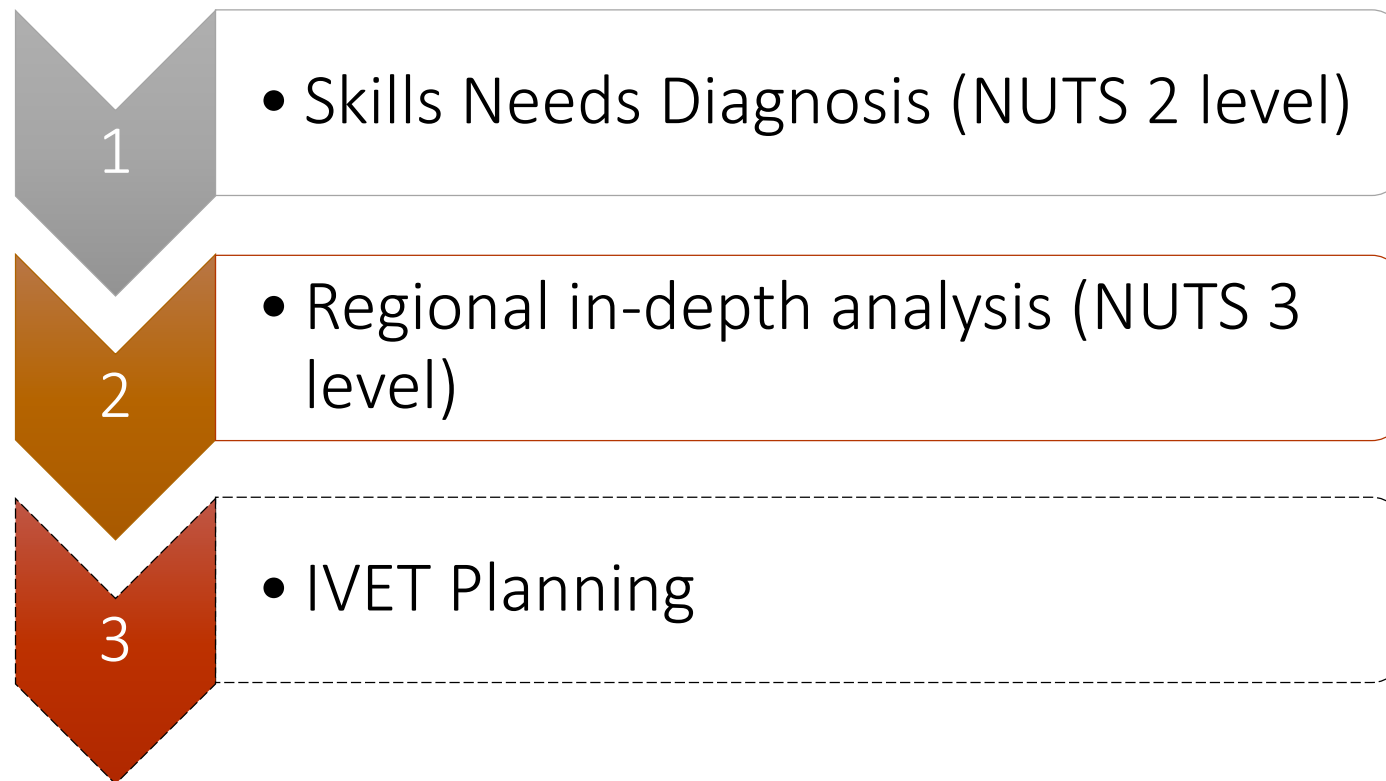 1
• Skills Needs Diagnosis (NUTS 2 level)
2
• Regional in-depth analysis (NUTS 3
level)
3
• IVET Planning